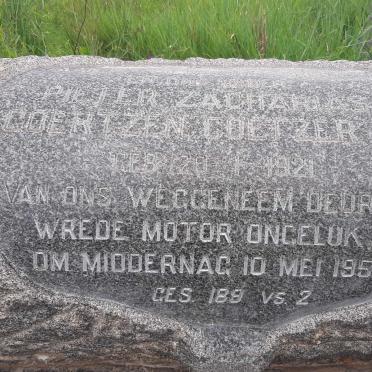 PIETER ZACHARIAS
COERTZEN COETZER
GEB. 20 1-1921
VAN ONS WEGGENEEM DEUR
WREDE MOTOR ONGELUK
OM MIDDERNAG 10 MEI 195
GES. 189 VS. 2